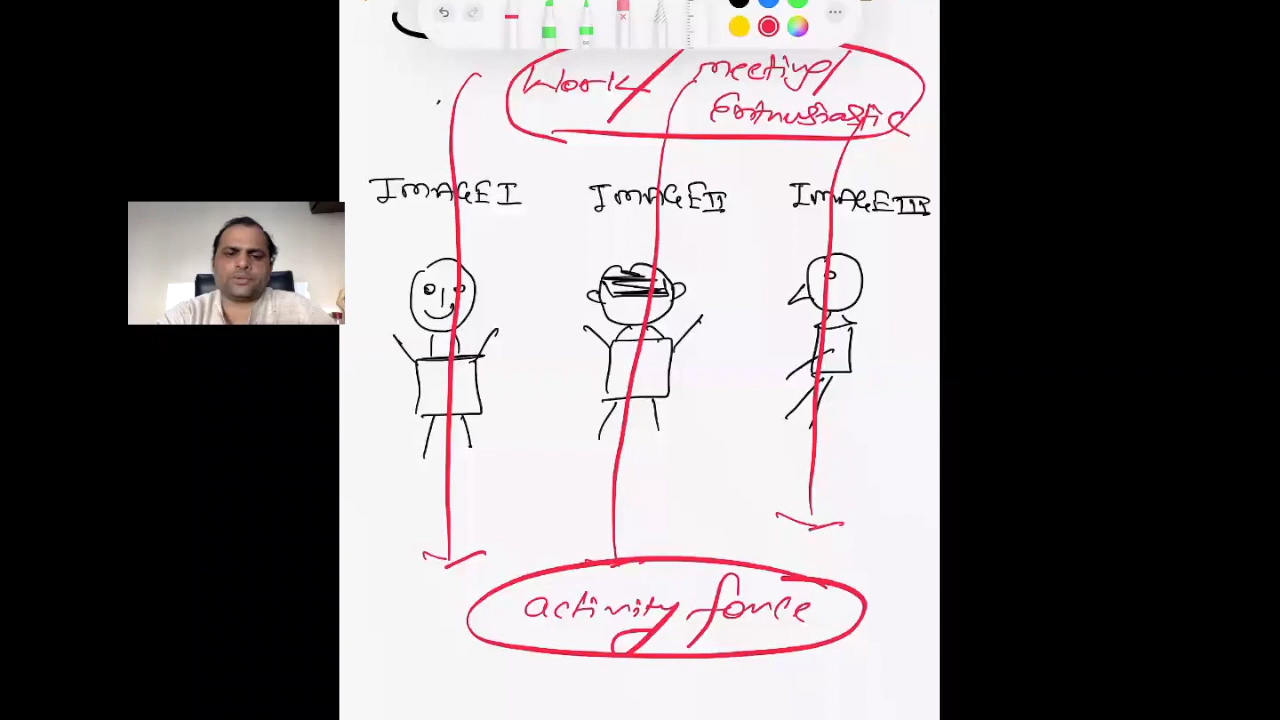 Work/ meeting/
Enthusiastic
IMAGE I IMAGE II IMAGE III
activity force